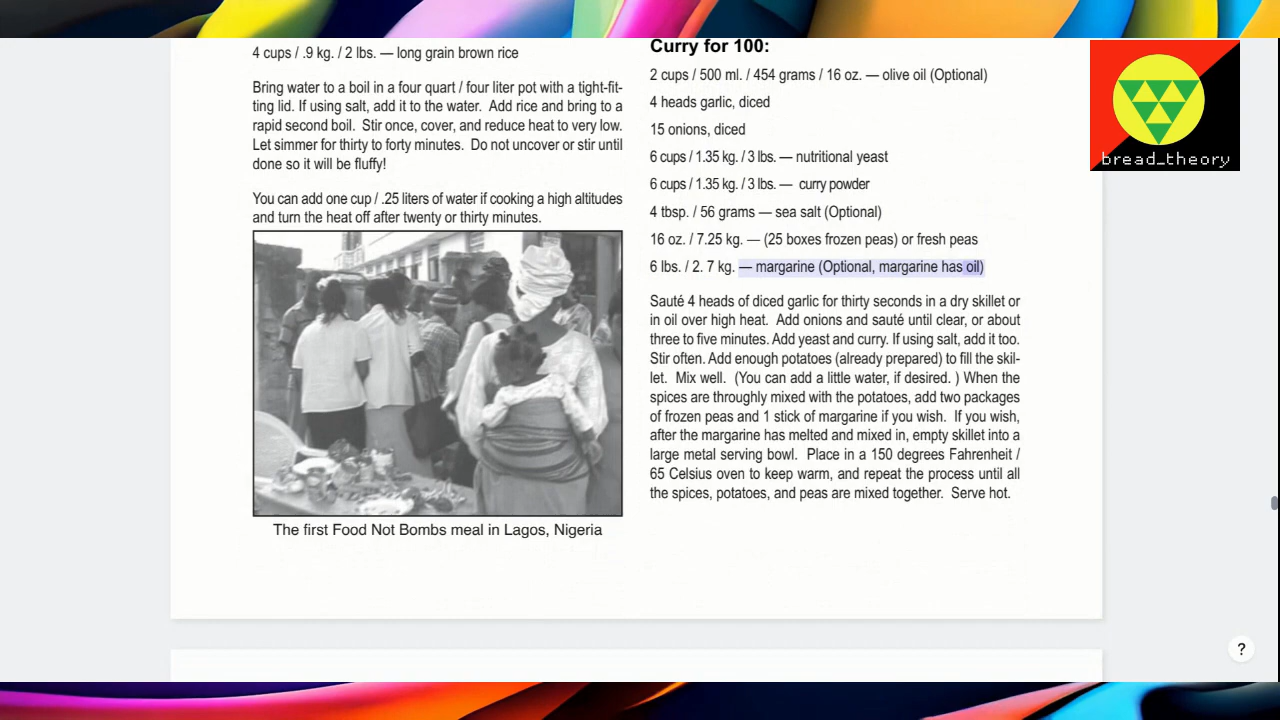 4 cups / .9 kg. / 2 lbs. — long grain brown rice
Bring water to a boil in a four quart / four liter pot with a tight-fit-
ting lid. If using salt, add it to the water. Add rice and bring to a
rapid second boil. Stir once, cover, and reduce heat to very low.
Let simmer for thirty to forty minutes. Do not uncover or stir until
done so it will be fluffy!
You can add one cup / .25 liters of water if cooking a high altitudes
and turn the heat off after twenty or thirty minutes.
The first Food Not Bombs meal in Lagos, Nigeria
Curry for 100:
2 cups / 500 ml. / 454 grams / 16 oz. — olive oil (Optional)
4 heads garlic, diced
15 onions, diced
6 cups / 1.35 kg. / 3 lbs. — nutritional yeast
6 cups / 1.35 kg. / 3 lbs. — curry powder
4 tbsp. / 56 grams — sea salt (Optional)
16 oz. / 7.25 kg. — (25 boxes frozen peas) or fresh peas
6 lbs. / 2. 7 kg. — margarine (Optional, margarine has oil)
Sauté 4 heads of diced garlic for thirty seconds in a dry skillet or
in oil over high heat. Add onions and sauté until clear, or about
three to five minutes. Add yeast and curry. If using salt, add it too.
Stir often. Add enough potatoes (already prepared) to fill the skil-
let. Mix well. (You can add a little water, if desired. ) When the
spices are throughly mixed with the potatoes, add two packages
of frozen peas and 1 stick of margarine if you wish. If you wish,
after the margarine has melted and mixed in, empty skillet into a
large metal serving bowl. Place in a 150 degrees Fahrenheit /
65 Celsius oven to keep warm, and repeat the process until all
the spices, potatoes, and peas are mixed together. Serve hot.
bread_theory
?